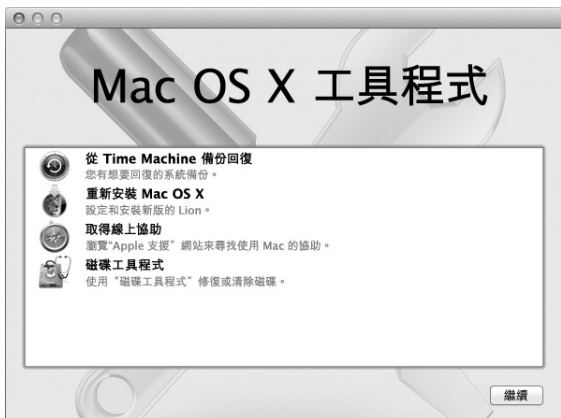 Mac OS X 工具程式
從 Time Machine 備份回復
您有想要回復的系統備份。
重新安裝 Mac OS X
設定和安裝新版的 Lion。
取得線上協助
瀏覽“Apple 支援”網站來尋找使用 Mac 的協助。
磁碟工具程式
使用“磁碟工具程式”修復或清除磁碟。
繼續